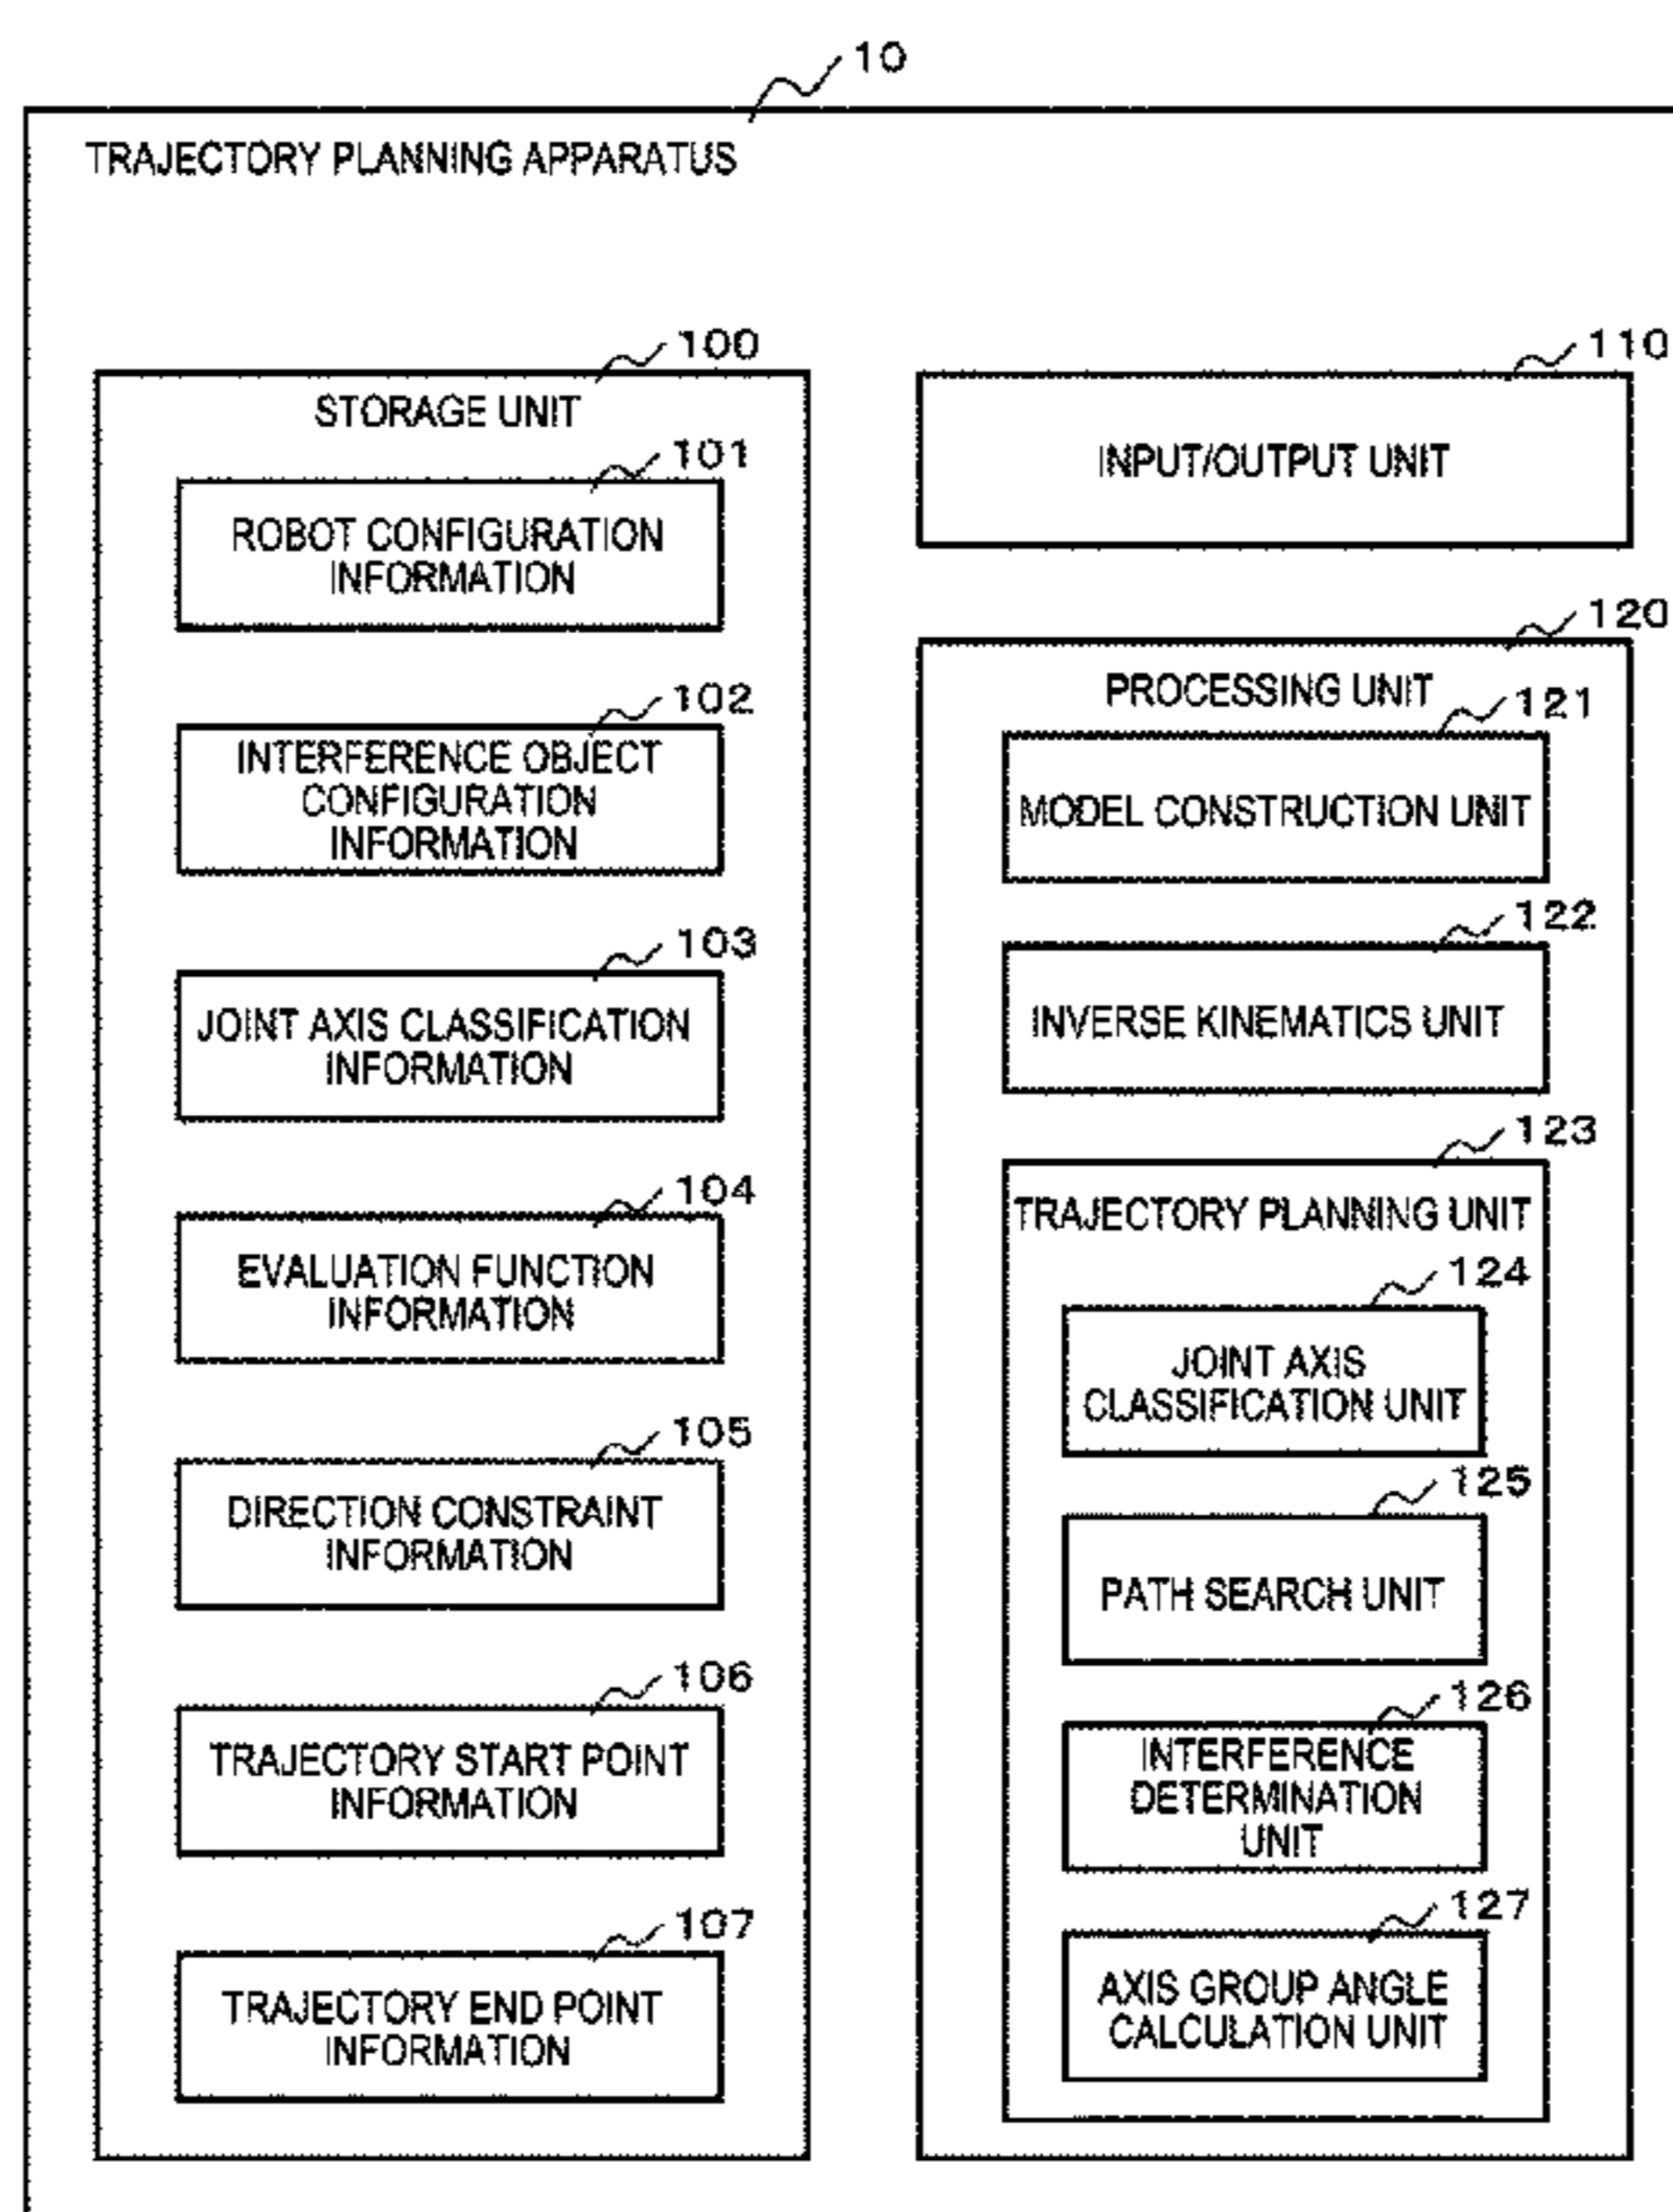 10
TRAJECTORY PLANNING APPARATUS
100
STORAGE UNIT
101
ROBOT CONFIGURATION
INFORMATION
102
INTERFERENCE OBJECT
CONFIGURATION
INFORMATION
103
JOINT AXIS CLASSIFICATION
INFORMATION
104
EVALUATION FUNCTION
INFORMATION
105
DIRECTION CONSTRAINT
INFORMATION
106
TRAJECTORY START POINT
INFORMATION
107
TRAJECTORY END POINT
INFORMATION
110
INPUT/OUTPUT UNIT
120
PROCESSING UNIT
121
MODEL CONSTRUCTION UNIT
122
INVERSE KINEMATICS UNIT
123
TRAJECTORY PLANNING UNIT
124
JOINT AXIS
CLASSIFICATION UNIT
125
PATH SEARCH UNIT
126
INTERFERENCE
DETERMINATION
UNIT
127
AXIS GROUP ANGLE
CALCULATION UNIT